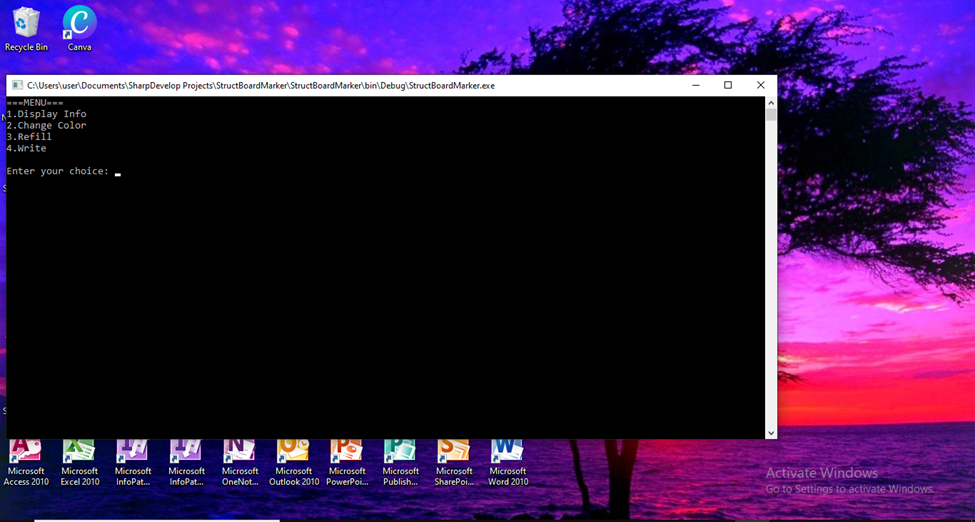 Recycle Bin
Canva
C:\Users\user\Documents\SharpDevelop Projects\StructBoardMarker\StructBoardMarker\bin\Debug\StructBoardMarker.exe
===MENU===
1.Display Info
2.Change Color
3.Refill
4.Write
Enter your choice:
Microsoft
Access 2010
Microsoft
Excel 2010
Microsoft
InfoPat...
Microsoft
InfoPat...
Microsoft
OneNot...
Microsoft
Outlook 2010
Microsoft
PowerPoi...
Microsoft
Publish...
Microsoft
SharePoi...
Microsoft
Word 2010
Activate Windows
Go to Settings to activate Windows.